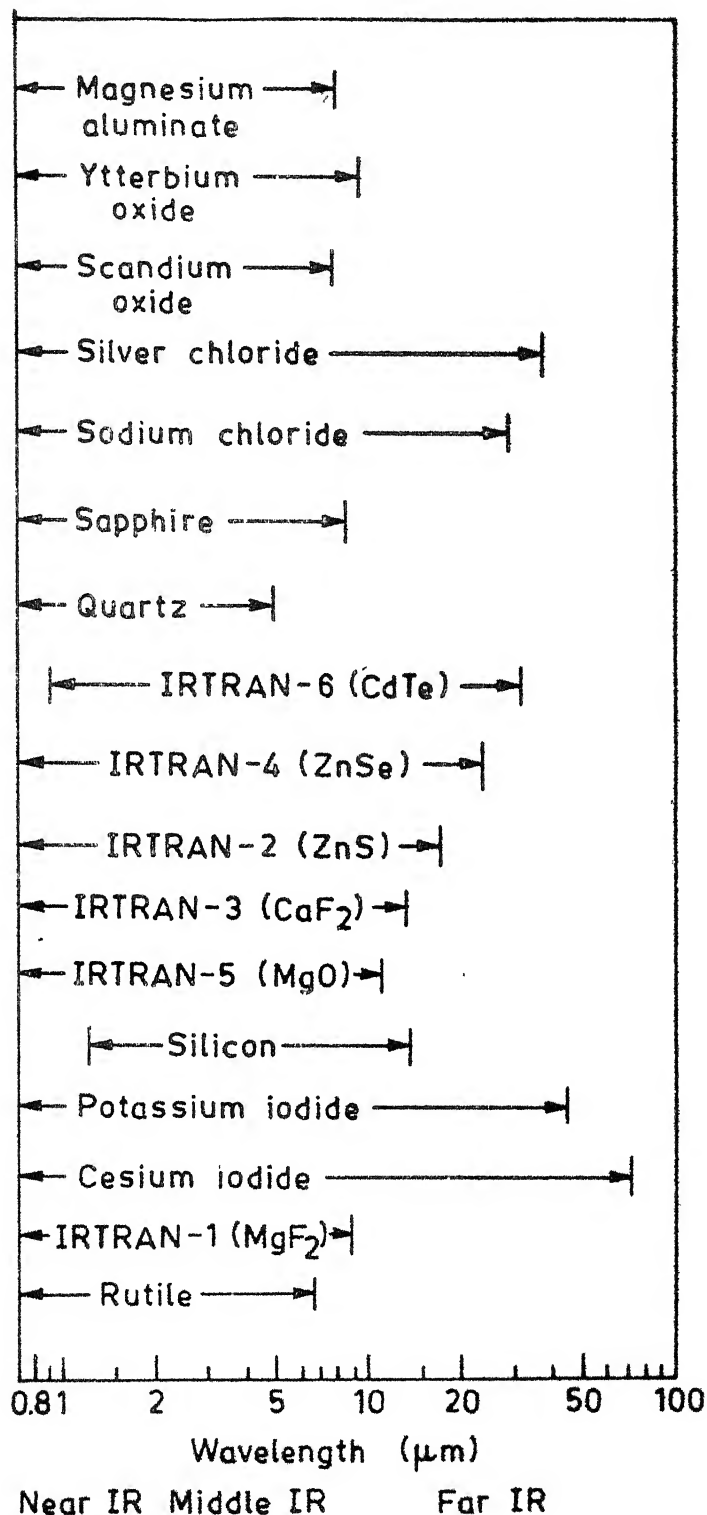 Magnesium
aluminate
Ytterbium
oxide
Scandium
oxide
Silver chloride
Sodium chloride
Sapphire
Quartz
IRTRAN-6 (CdTe)
IRTRAN-4 (ZnSe)
IRTRAN-2 (ZnS)
IRTRAN-3 (CaF2)
IRTRAN-5 (MgO)
Silicon
Potassium iodide
Cesium iodide
IRTRAN-1 (MgF2)
Rutile
0.8 1 2 5 10 20 50 100
Wavelength (μm)
Near IR Middle IR Far IR